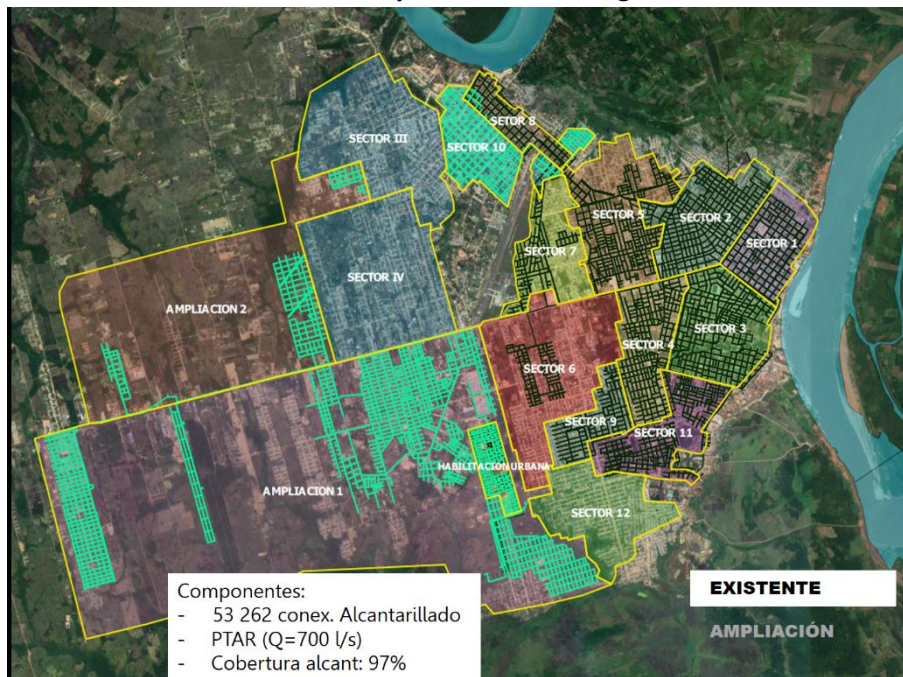 SECTOR III
SETOR 8
SECTOR 10
SECTOR 5
SECTOR 2
SECTOR 1
SECTOR 7
SECTOR IV
AMPLIACION 2
SECTOR 3
SECTOR 4
SECTOR 6
SECTOR 9
SECTOR 11
HABILITACION URBANA
AMPLIACION 1
SECTOR 12
Componentes:
- 53 262 conex. Alcantarillado
- PTAR (Q=700 l/s)
- Cobertura alcant: 97%
EXISTENTE
AMPLIACIÓN